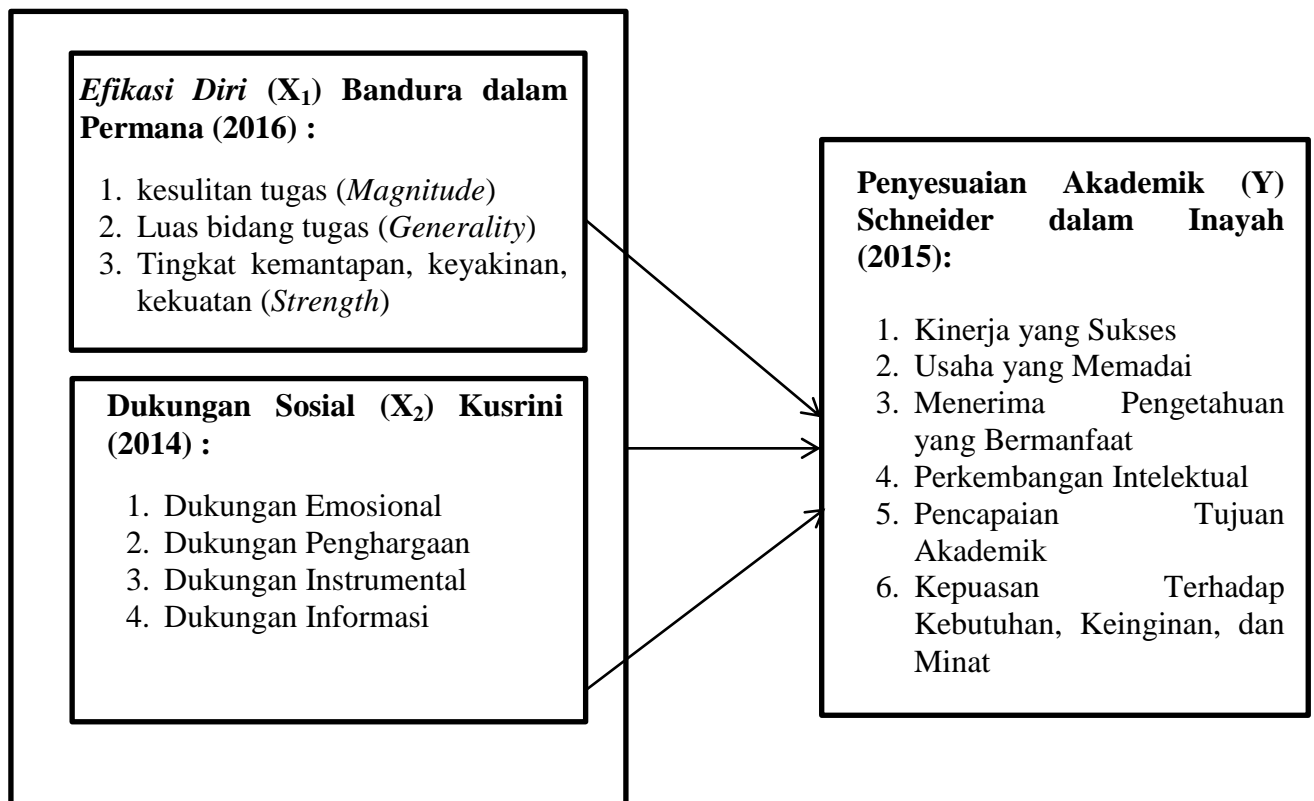 Efikasi Diri (X₁) Bandura dalam
Permana (2016) :
1. kesulitan tugas (Magnitude)
2. Luas bidang tugas (Generality)
3. Tingkat kemantapan, keyakinan,
kekuatan (Strength)
Dukungan Sosial (X₂) Kusrini
(2014) :
1. Dukungan Emosional
2. Dukungan Penghargaan
3. Dukungan Instrumental
4. Dukungan Informasi
Penyesuaian Akademik (Y)
Schneider dalam Inayah
(2015):
1. Kinerja yang Sukses
2. Usaha yang Memadai
3. Menerima Pengetahuan
yang Bermanfaat
4. Perkembangan Intelektual
5. Pencapaian Tujuan
Akademik
6. Kepuasan Terhadap
Kebutuhan, Keinginan, dan
Minat